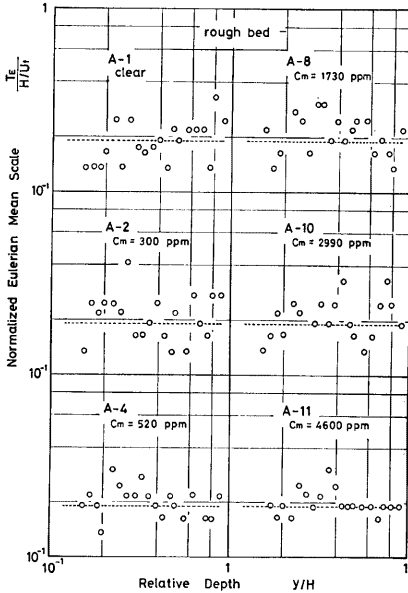 1
rough bed
T_E
H/U_f
A-1
clear
A-8
Cm = 1730 ppm
10^-1
Normalized Eulerian Mean Scale
A-2
Cm = 300 ppm
A-10
Cm = 2990 ppm
10^-1
A-4
Cm = 520 ppm
A-11
Cm = 4600 ppm
10^-1
10^-1
1
1
Relative Depth y/H